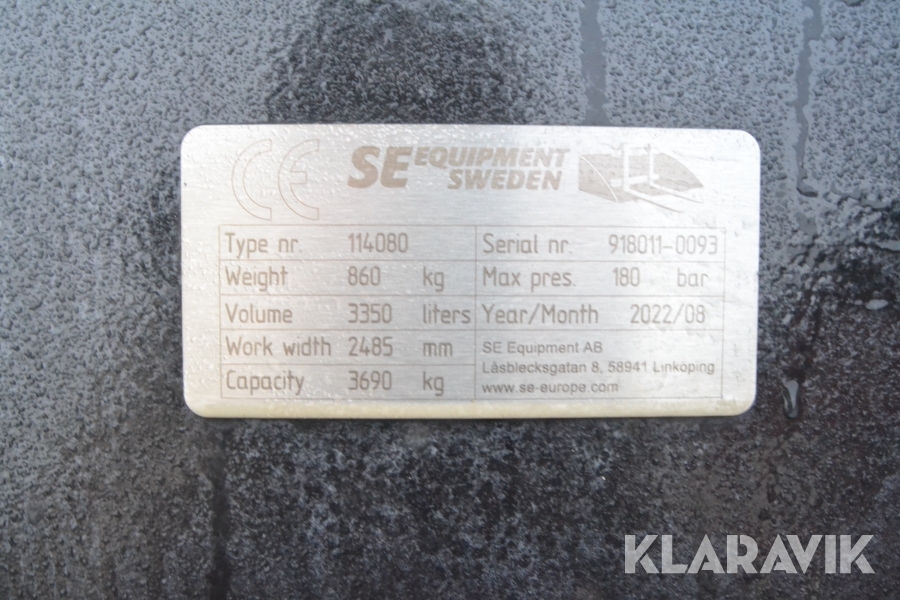 CE SE EQUIPMENT
SWEDEN
Type nr. 114080 Serial nr. 918011-0093
Weight 860 kg Max pres. 180 bar
Volume 3350 liters Year/Month 2022/08
Work width 2485 mm SE Equipment AB
Låsblecksgatan 8, 58941 Linköping
Capacity 3690 kg www.se-europe.com
KLARAVIK